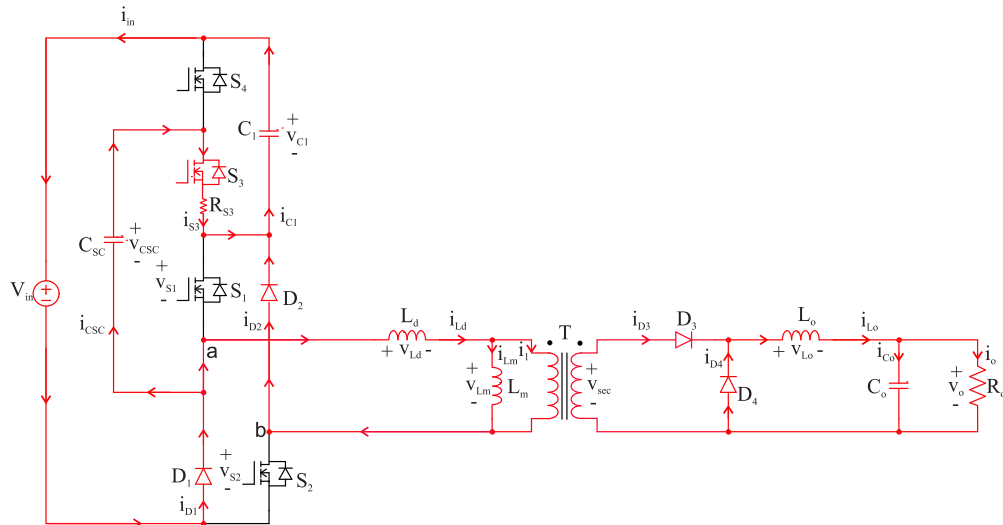 i_in
S_4
C_1
+
v_C1
-
S_3
R_S3
i_S3
i_C1
C_SC
+
v_CSC
-
+
v_S1
-
S_1
V_in
+
-
D_2
i_CSC
i_D2
a
L_d
i_Ld
+ v_Ld -
i_Lm
i_1
T
+
v_Lm
-
L_m
+
v_sec
-
i_D3
D_3
i_D4
D_4
L_o
i_Lo
+ v_Lo -
i_Co
C_o
i_o
+
v_o
-
R_o
b
D_1
i_D1
+
v_S2
-
S_2